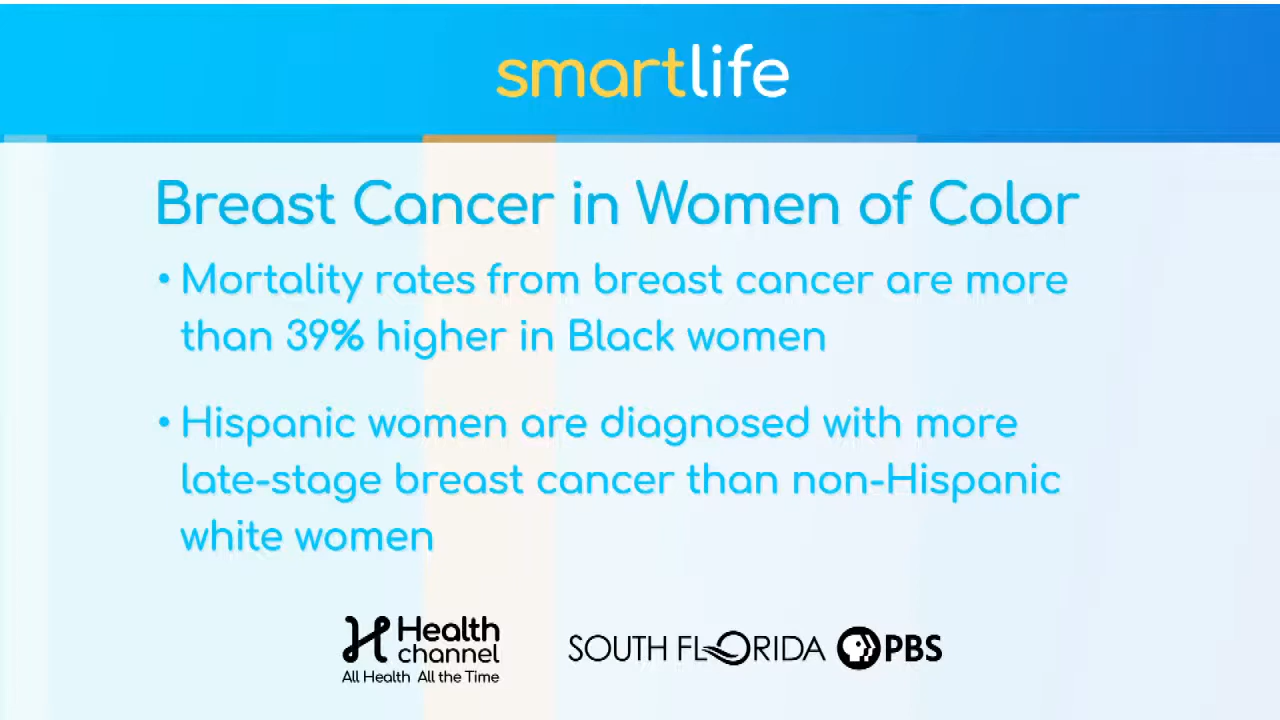 smartlife
Breast Cancer in Women of Color
• Mortality rates from breast cancer are more
than 39% higher in Black women
• Hispanic women are diagnosed with more
late-stage breast cancer than non-Hispanic
white women
Health
channel
All Health All the Time
SOUTH FLORIDA PBS